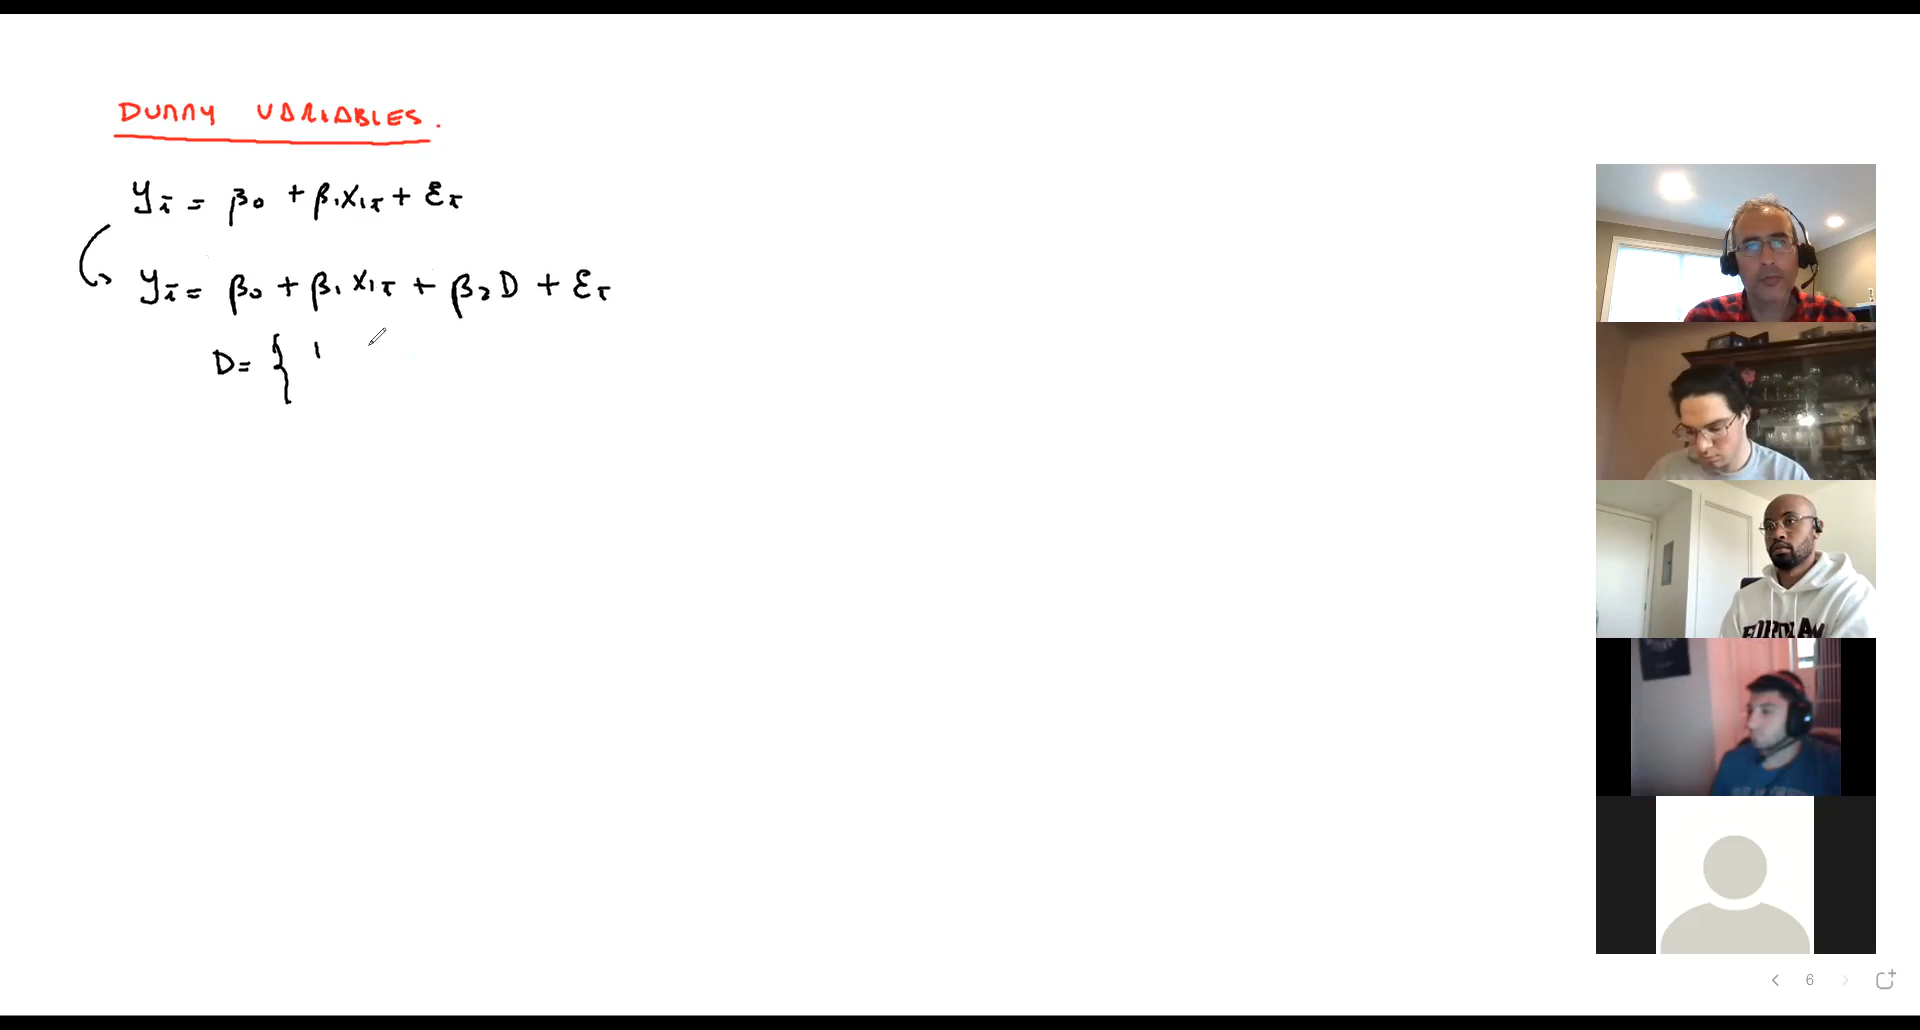 DUMMY VARIABLES.
yi = β0 + β1X1i + εi
yi = β0 + β1X1i + β2D + εi
D= { 1
6